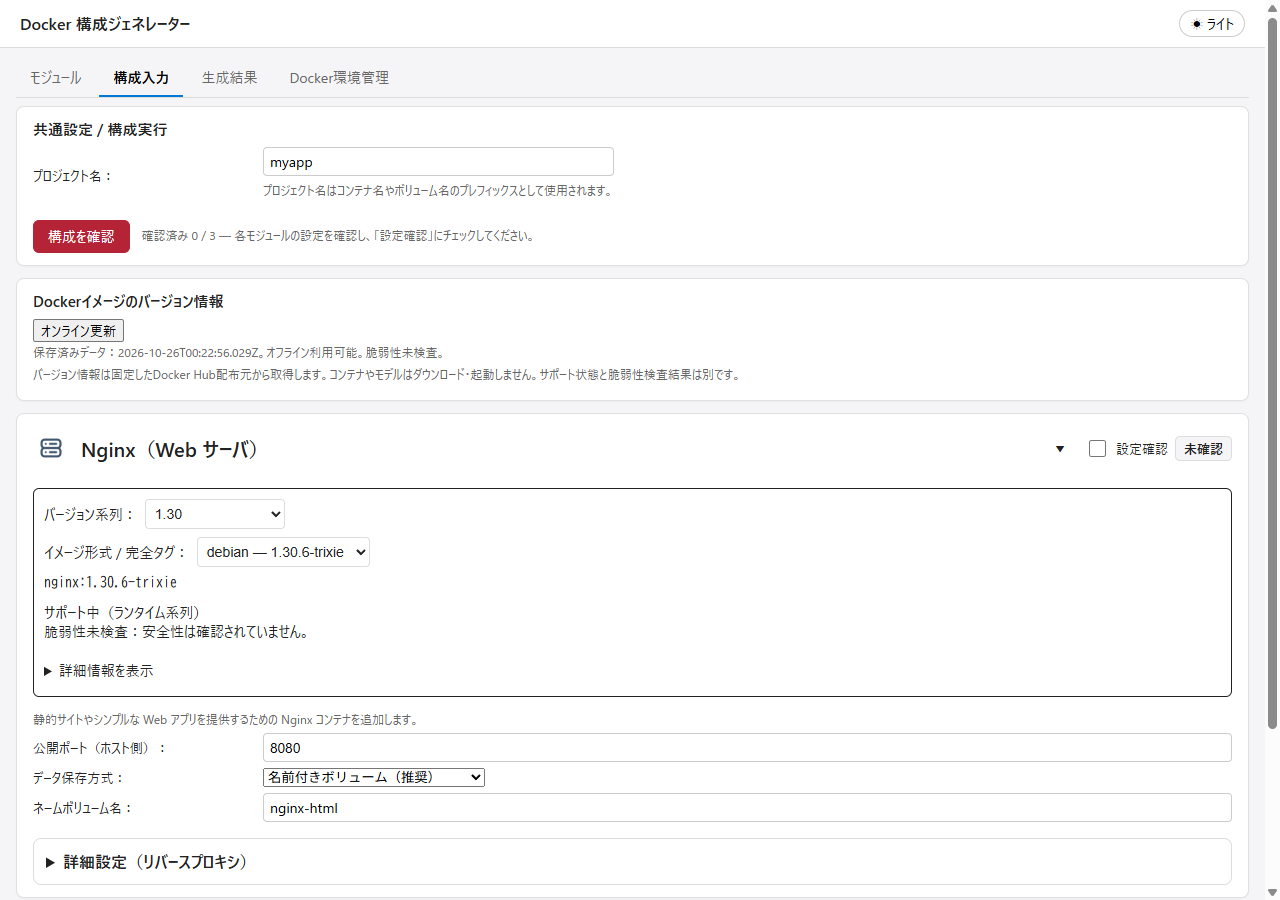 Docker 構成ジェネレーター
ライト
モジュール 構成入力 生成結果 Docker環境管理
共通設定 / 構成実行
プロジェクト名：
myapp
プロジェクト名はコンテナ名やボリューム名のプレフィックスとして使用されます。
構成を確認
確認済み 0 / 3 — 各モジュールの設定を確認し、「設定確認」にチェックしてください。
Dockerイメージのバージョン情報
オンライン更新
保存済みデータ：2026-10-26T00:22:56.029Z。オフライン利用可能。脆弱性未検査。
バージョン情報は固定したDocker Hub配布元から取得します。コンテナやモデルはダウンロード・起動しません。サポート状態と脆弱性検査結果は別です。
Nginx（Web サーバ）
▼ 設定確認 未確認
バージョン系列： 1.30
イメージ形式 / 完全タグ： debian — 1.30.6-trixie
nginx:1.30.6-trixie
サポート中（ランタイム系列）
脆弱性未検査：安全性は確認されていません。
▶ 詳細情報を表示
静的サイトやシンプルな Web アプリを提供するための Nginx コンテナを追加します。
公開ポート（ホスト側）： 8080
データ保存方式： 名前付きボリューム（推奨）
ネームボリューム名： nginx-html
▶ 詳細設定（リバースプロキシ）